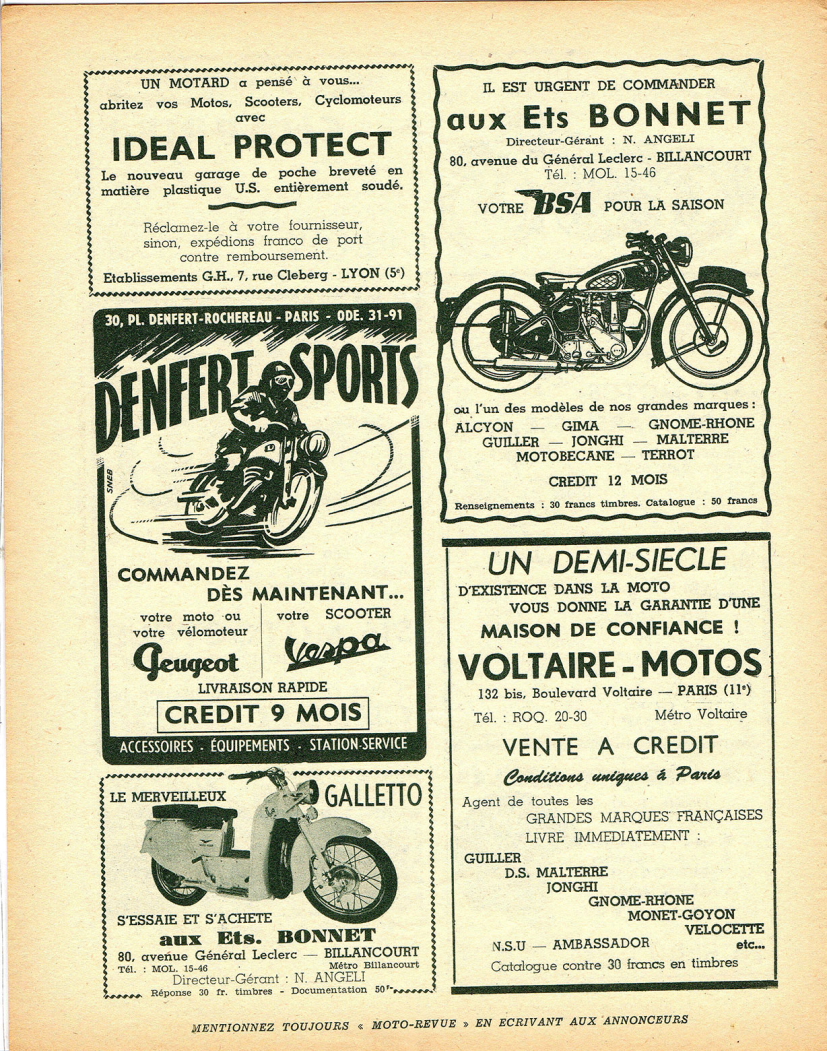 UN MOTARD a pensé à vous...
abritez vos Motos, Scooters, Cyclomoteurs
avec
IDEAL PROTECT
Le nouveau garage de poche breveté en
matière plastique U.S. entièrement soudé.
Réclamez-le à votre fournisseur,
sinon, expédions franco de port
contre remboursement.
Etablissements G.H., 7, rue Cleberg - LYON (5e)
30, PL. DENFERT-ROCHEREAU - PARIS - ODE. 31-91
DENFERT SPORTS
SNEB
COMMANDEZ
DÈS MAINTENANT...
votre moto ou
votre vélomoteur
Peugeot
votre SCOOTER
Vespa
LIVRAISON RAPIDE
CREDIT 9 MOIS
ACCESSOIRES - ÉQUIPEMENTS - STATION-SERVICE
LE MERVEILLEUX GALLETTO
S'ESSAIE ET S'ACHETE
aux Ets. BONNET
80, avenue Général Leclerc — BILLANCOURT
Tél. : MOL. 15-46 Métro Billancourt
Directeur-Gérant : N. ANGELI
Réponse 30 fr. timbres - Documentation 50 fr.
IL EST URGENT DE COMMANDER
aux Ets BONNET
Directeur-Gérant : N. ANGELI
80, avenue du Général Leclerc - BILLANCOURT
Tél. : MOL. 15-46
VOTRE BSA POUR LA SAISON
ou l'un des modèles de nos grandes marques :
ALCYON — GIMA — GNOME-RHONE
GUILLER — JONGHI — MALTERRE
MOTOBECANE — TERROT
CREDIT 12 MOIS
Renseignements : 30 francs timbres. Catalogue : 50 francs
UN DEMI-SIECLE
D'EXISTENCE DANS LA MOTO
VOUS DONNE LA GARANTIE D'UNE
MAISON DE CONFIANCE !
VOLTAIRE - MOTOS
132 bis, Boulevard Voltaire — PARIS (11e)
Tél. : ROQ. 20-30 Métro Voltaire
VENTE A CREDIT
Conditions uniques à Paris
Agent de toutes les
GRANDES MARQUES FRANÇAISES
LIVRE IMMEDIATEMENT :
GUILLER
D.S. MALTERRE
JONGHI
GNOME-RHONE
MONET-GOYON
VELOCETTE
N.S.U — AMBASSADOR etc...
Catalogue contre 30 francs en timbres
MENTIONNEZ TOUJOURS « MOTO-REVUE » EN ECRIVANT AUX ANNONCEURS